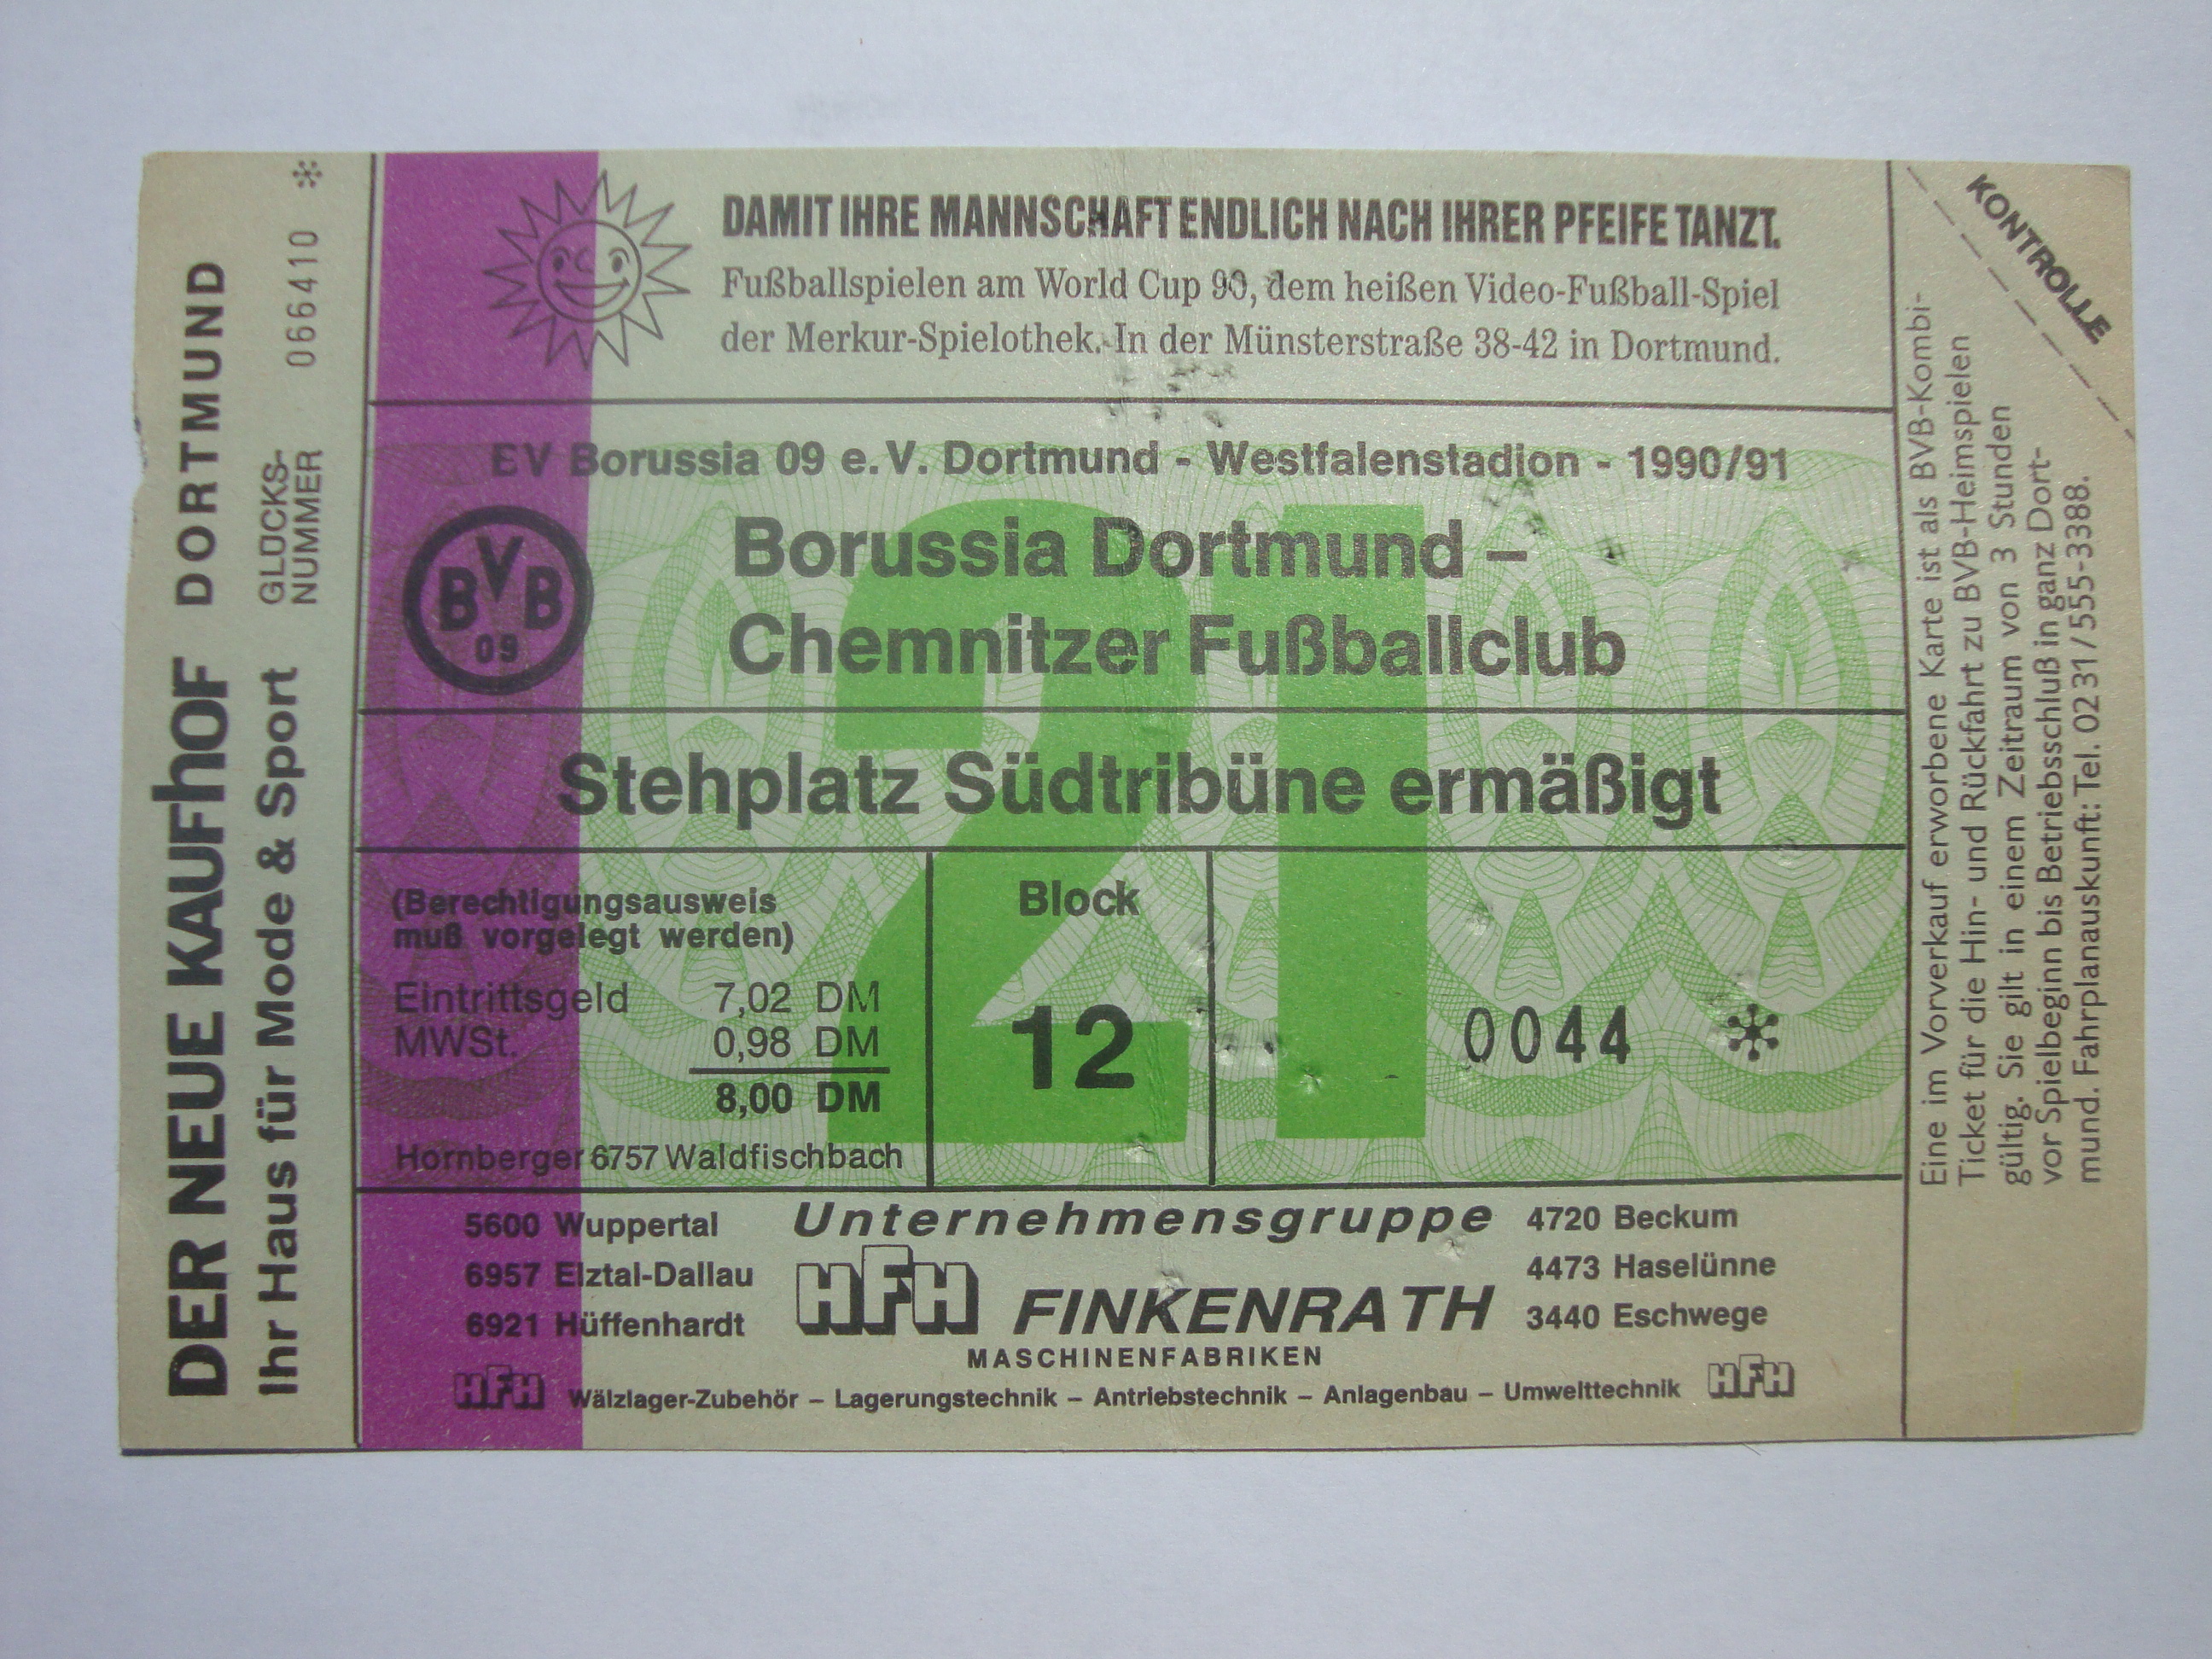 DER NEUE KAUFhOF DORTMUND
Ihr Haus für Mode & Sport
GLÜCKS-
NUMMER
066410 *
DAMIT IHRE MANNSCHAFT ENDLICH NACH IHRER PFEIFE TANZT.
Fußballspielen am World Cup 90, dem heißen Video-Fußball-Spiel
der Merkur-Spielothek. In der Münsterstraße 38-42 in Dortmund.
BV Borussia 09 e.V. Dortmund - Westfalenstadion - 1990/91
BVB
09
21
Borussia Dortmund –
Chemnitzer Fußballclub
Stehplatz Südtribüne ermäßigt
(Berechtigungsausweis
muß vorgelegt werden)
Eintrittsgeld 7,02 DM
MWSt. 0,98 DM
8,00 DM
Hornberger 6757 Waldfischbach
Block
12
0044 *
5600 Wuppertal
6957 Elztal-Dallau
6921 Hüffenhardt
Unternehmensgruppe
HFH FINKENRATH
MASCHINENFABRIKEN
4720 Beckum
4473 Haselünne
3440 Eschwege
HFH Wälzlager-Zubehör – Lagerungstechnik – Antriebstechnik – Anlagenbau – Umwelttechnik HFH
KONTROLLE
Eine im Vorverkauf erworbene Karte ist als BVB-Kombi-
Ticket für die Hin- und Rückfahrt zu BVB-Heimspielen
gültig. Sie gilt in einem Zeitraum von 3 Stunden
vor Spielbeginn bis Betriebsschluß in ganz Dort-
mund. Fahrplanauskunft: Tel. 0231/555-3388.